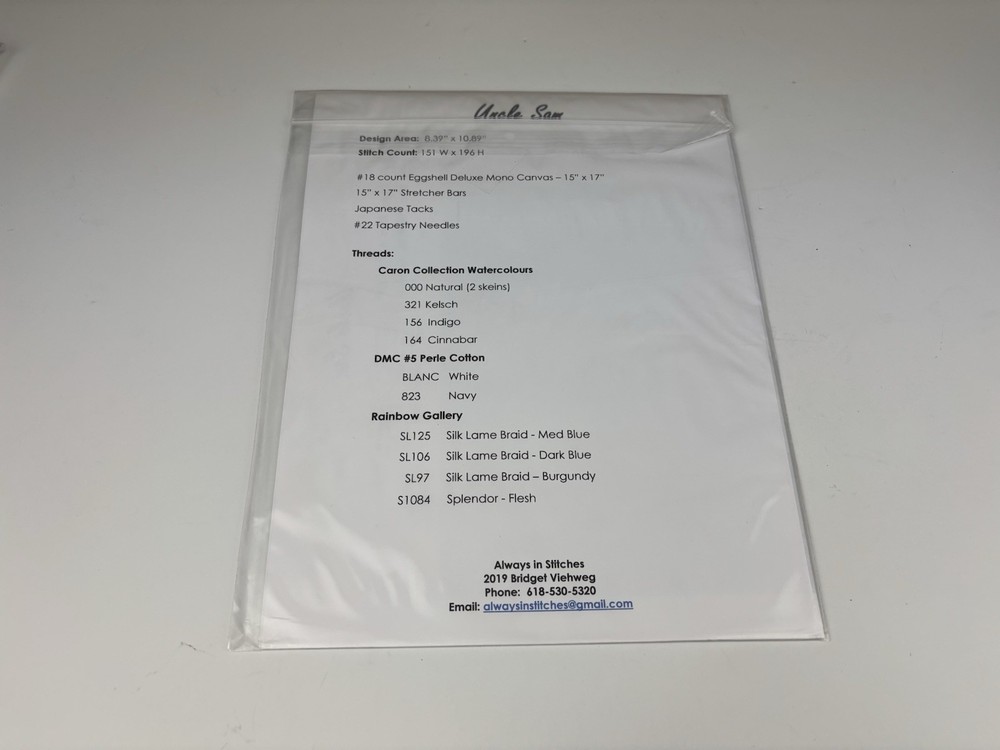 Uncle Sam
Design Area: 8.39" x 10.89"
Stitch Count: 151 W x 196 H
#18 count Eggshell Deluxe Mono Canvas – 15" x 17"
15" x 17" Stretcher Bars
Japanese Tacks
#22 Tapestry Needles
Threads:
Caron Collection Watercolours
000 Natural (2 skeins)
321 Kelsch
156 Indigo
164 Cinnabar
DMC #5 Perle Cotton
BLANC White
823 Navy
Rainbow Gallery
SL125 Silk Lame Braid - Med Blue
SL106 Silk Lame Braid - Dark Blue
SL97 Silk Lame Braid – Burgundy
S1084 Splendor - Flesh
Always in Stitches
2019 Bridget Viehweg
Phone: 618-530-5320
Email: alwaysinstitches@gmail.com